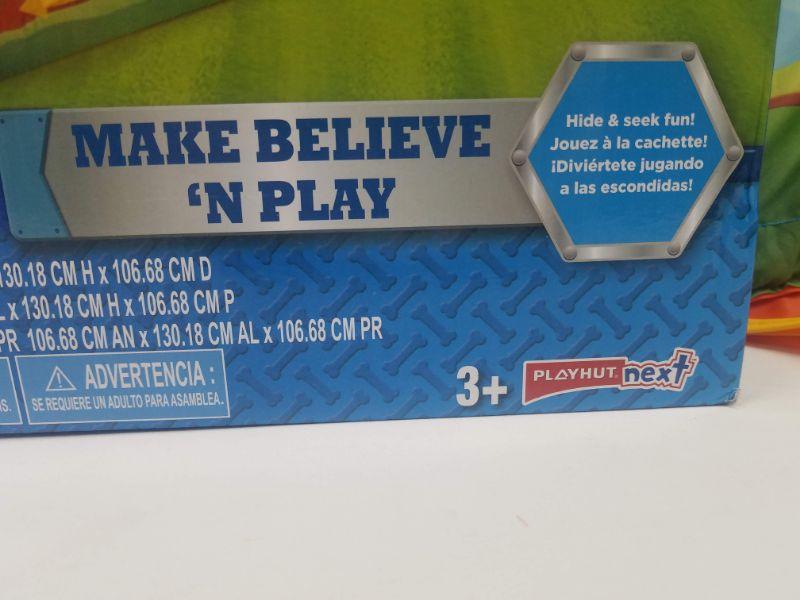 MAKE BELIEVE
'N PLAY
Hide & seek fun!
Jouez à la cachette!
¡Diviértete jugando
a las escondidas!
130.18 CM H x 106.68 CM D
x 130.18 CM H x 106.68 CM P
PR 106.68 CM AN x 130.18 CM AL x 106.68 CM PR
ADVERTENCIA :
SE REQUIERE UN ADULTO PARA ASAMBLEA.
3+
PLAYHUT next